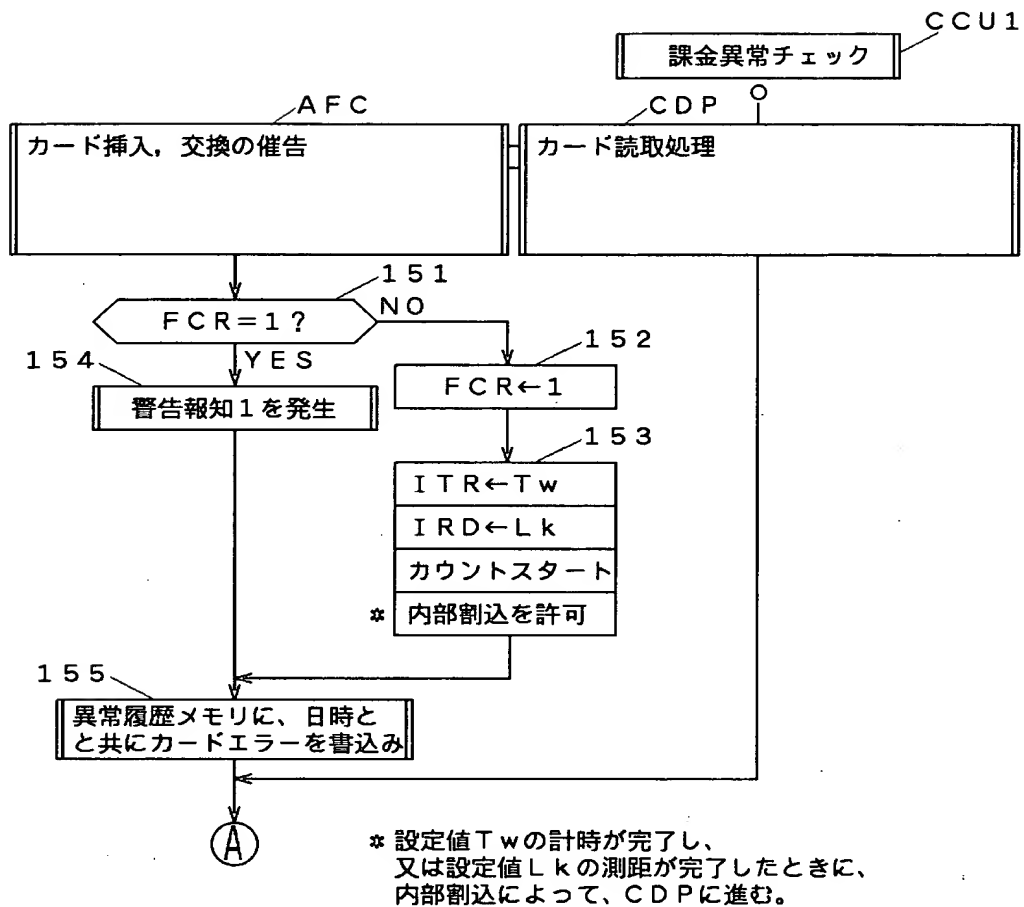 ＣＣＵ１
課金異常チェック
ＡＦＣ
ＣＤＰ
カード挿入，交換の催告
カード読取処理
１５１
ＦＣＲ＝１？
ＮＯ
１５２
１５４
ＹＥＳ
ＦＣＲ←１
警告報知１を発生
１５３
ＩＴＲ←Ｔｗ
ＩＲＤ←Ｌｋ
カウントスタート
＊ 内部割込を許可
１５５
異常履歴メモリに、日時と
と共にカードエラーを書込み
Ａ
＊ 設定値Ｔｗの計時が完了し、
又は設定値Ｌｋの測距が完了したときに、
内部割込によって、ＣＤＰに進む。